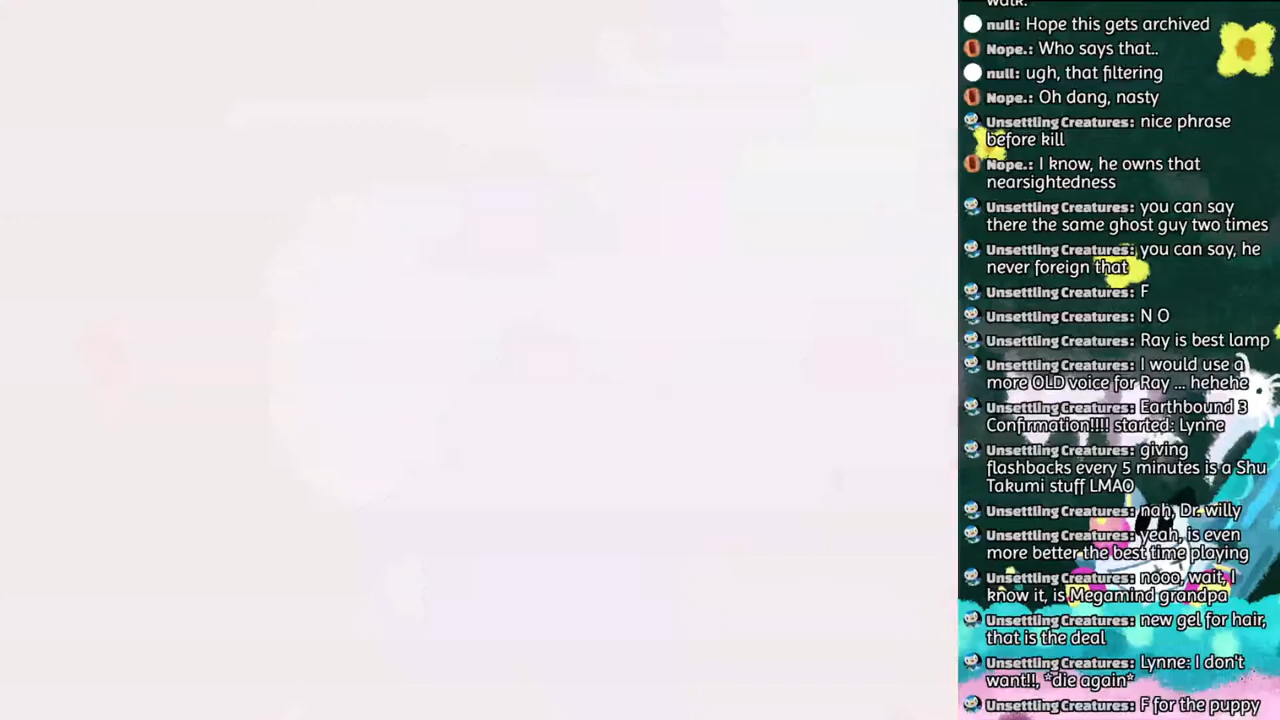 walk.
null: Hope this gets archived
Nope.: Who says that..
null: ugh, that filtering
Nope.: Oh dang, nasty
Unsettling Creatures: nice phrase
before kill
Nope.: I know, he owns that
nearsightedness
Unsettling Creatures: you can say
there the same ghost guy two times
Unsettling Creatures: you can say, he
never foreign that
Unsettling Creatures: F
Unsettling Creatures: N O
Unsettling Creatures: Ray is best lamp
Unsettling Creatures: I would use a
more OLD voice for Ray ... hehehe
Unsettling Creatures: Earthbound 3
Confirmation!!!! started: Lynne
Unsettling Creatures: giving
flashbacks every 5 minutes is a Shu
Takumi stuff LMAO
Unsettling Creatures: nah, Dr. willy
Unsettling Creatures: yeah, is even
more better the best time playing
Unsettling Creatures: nooo, wait, I
know it, is Megamind grandpa
Unsettling Creatures: new gel for hair,
that is the deal
Unsettling Creatures: Lynne: I don't
want!!, *die again*
Unsettling Creatures: F for the puppy